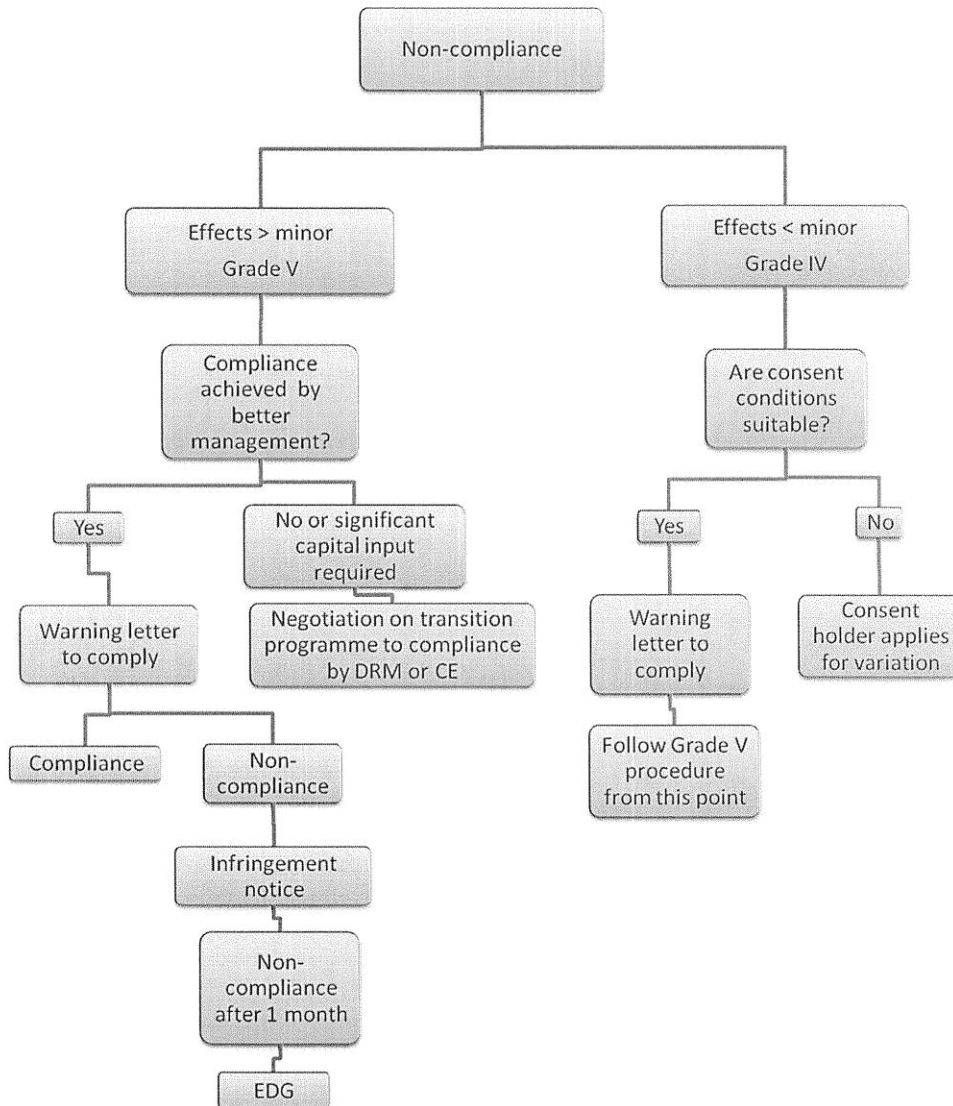 Non-compliance
Effects > minor
Grade V
Effects < minor
Grade IV
Compliance
achieved by
better
management?
Are consent
conditions
suitable?
Yes
No or significant
capital input
required
Yes
No
Warning letter
to comply
Negotiation on transition
programme to compliance
by DRM or CE
Warning
letter to
comply
Consent
holder applies
for variation
Compliance
Non-
compliance
Follow Grade V
procedure
from this point
Infringement
notice
Non-
compliance
after 1 month
EDG